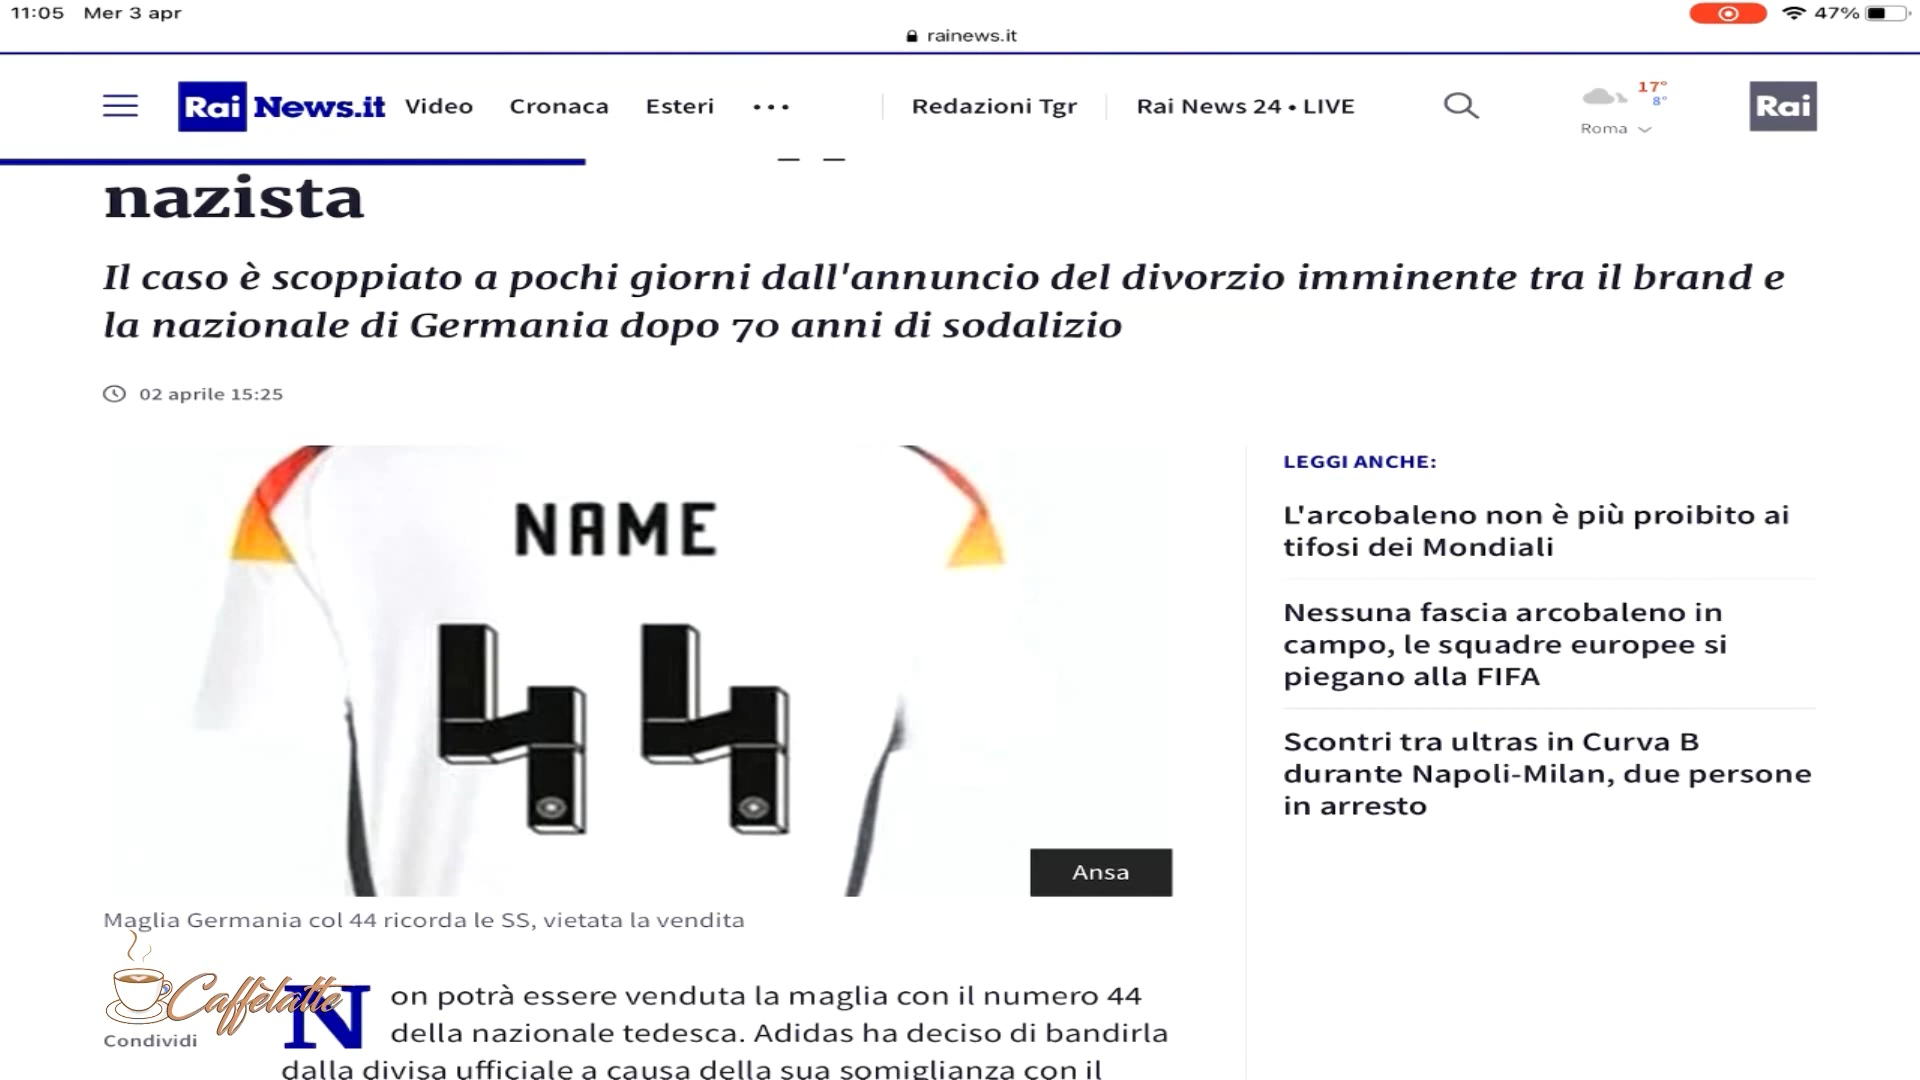 11:05 Mer 3 apr
47%
rainews.it
Rai News.it Video Cronaca Esteri ••• Redazioni Tgr Rai News 24 • LIVE
17°
8°
Roma
Rai
nazista
Il caso è scoppiato a pochi giorni dall'annuncio del divorzio imminente tra il brand e
la nazionale di Germania dopo 70 anni di sodalizio
02 aprile 15:25
NAME
44
Ansa
Maglia Germania col 44 ricorda le SS, vietata la vendita
LEGGI ANCHE:
L'arcobaleno non è più proibito ai
tifosi dei Mondiali
Nessuna fascia arcobaleno in
campo, le squadre europee si
piegano alla FIFA
Scontri tra ultras in Curva B
durante Napoli-Milan, due persone
in arresto
Caffèlatte
Condividi
Non potrà essere venduta la maglia con il numero 44
della nazionale tedesca. Adidas ha deciso di bandirla
dalla divisa ufficiale a causa della sua somiglianza con il